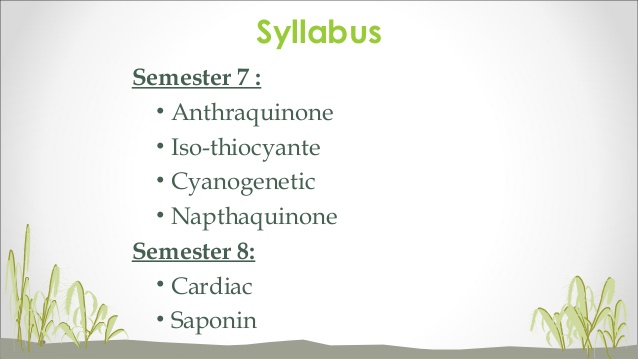 Syllabus
Semester 7 :
• Anthraquinone
• Iso-thiocyante
• Cyanogenetic
• Napthaquinone
Semester 8:
• Cardiac
• Saponin